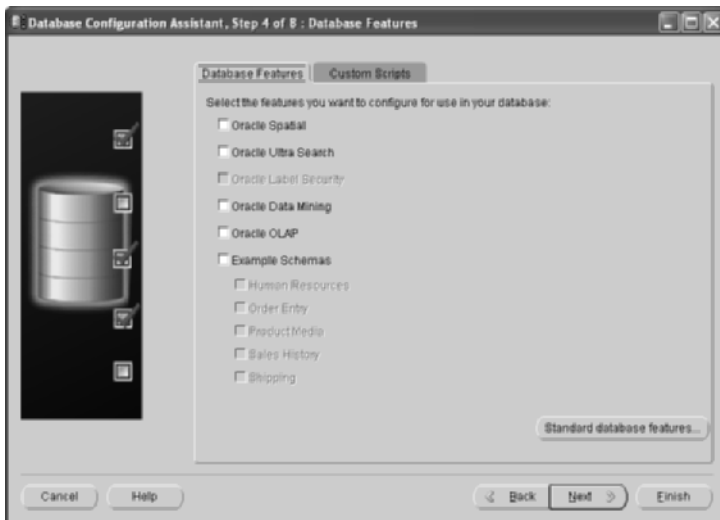 Database Configuration Assistant, Step 4 of 8 : Database Features
Database Features
Custom Scripts
Select the features you want to configure for use in your database:
Oracle Spatial
Oracle Ultra Search
Oracle Label Security
Oracle Data Mining
Oracle OLAP
Example Schemas
Human Resources
Order Entry
Product Media
Sales History
Shipping
Standard database features...
Cancel
Help
Back
Next
Finish